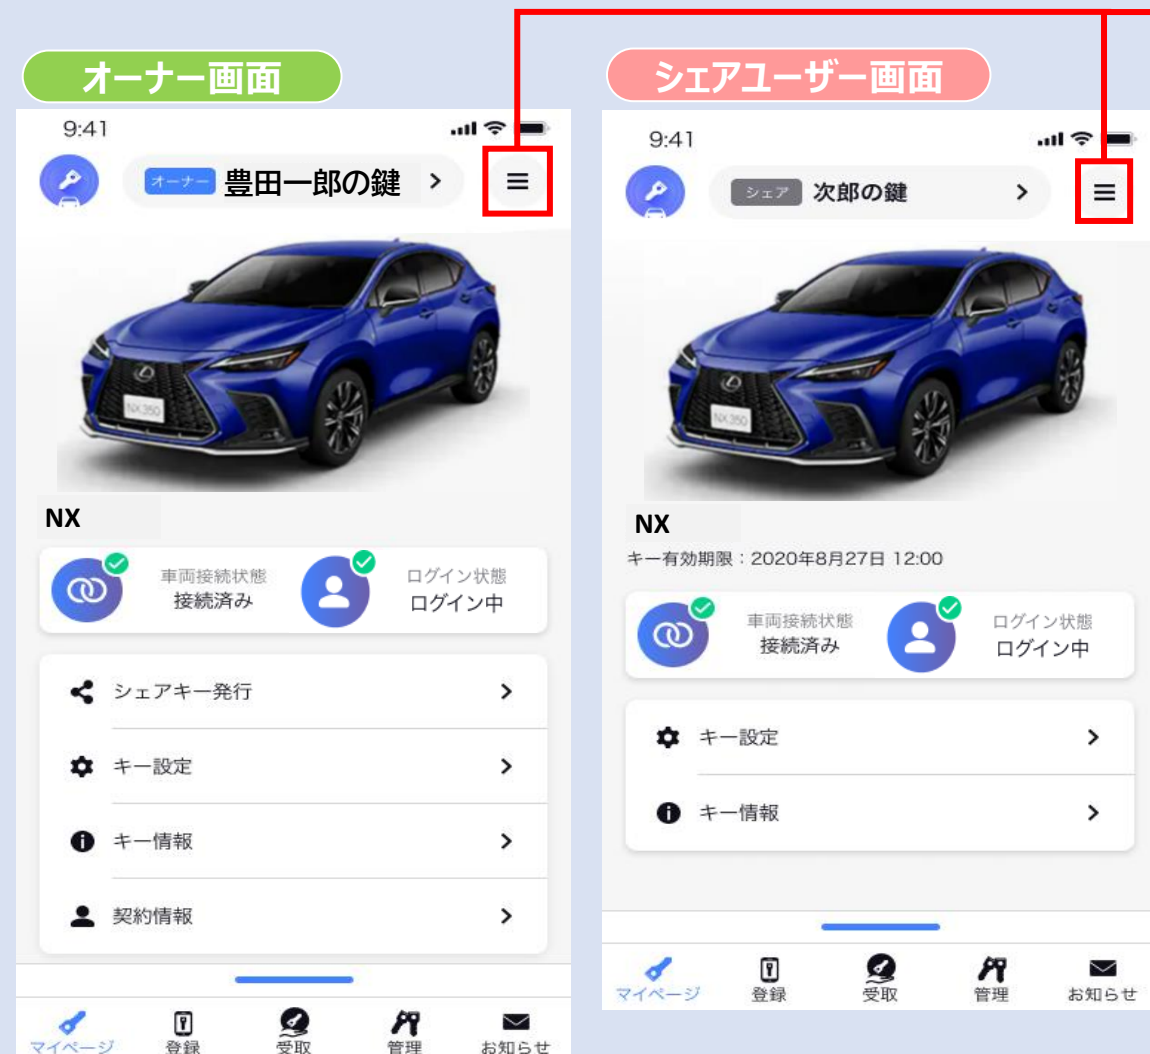 オーナー画面
9:41
オーナー 豊田一郎の鍵
NX350
NX
車両接続状態
接続済み
ログイン状態
ログイン中
シェアキー発行
キー設定
キー情報
契約情報
マイページ
登録
受取
管理
お知らせ
シェアユーザー画面
9:41
シェア 次郎の鍵
NX350
NX
キー有効期限：2020年8月27日 12:00
車両接続状態
接続済み
ログイン状態
ログイン中
キー設定
キー情報
マイページ
登録
受取
管理
お知らせ